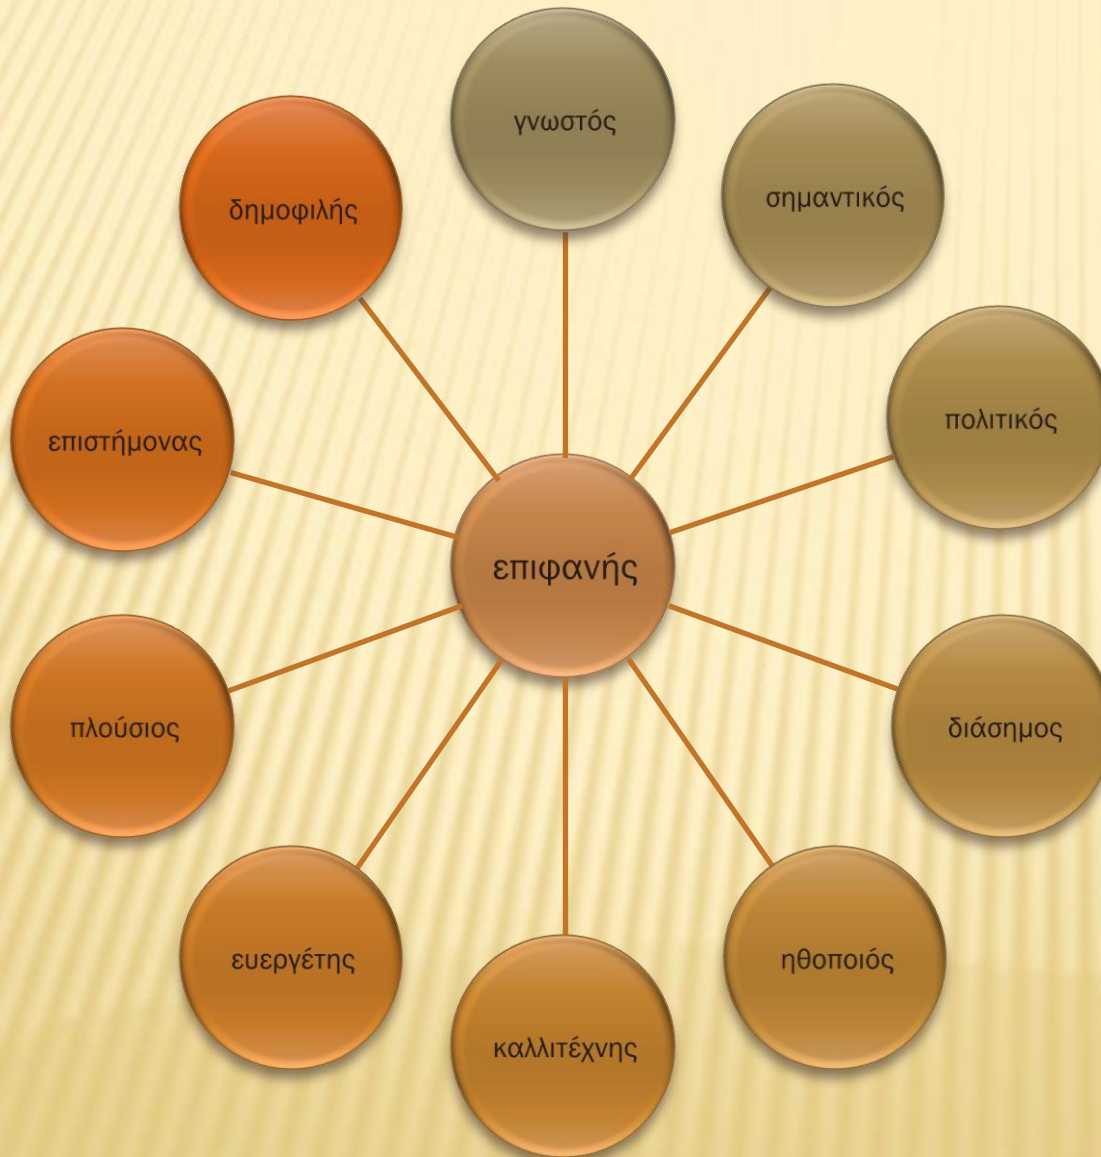 γνωστός
σημαντικός
δημοφιλής
πολιτικός
επιστήμονας
επιφανής
πλούσιος
διάσημος
ευεργέτης
ηθοποιός
καλλιτέχνης